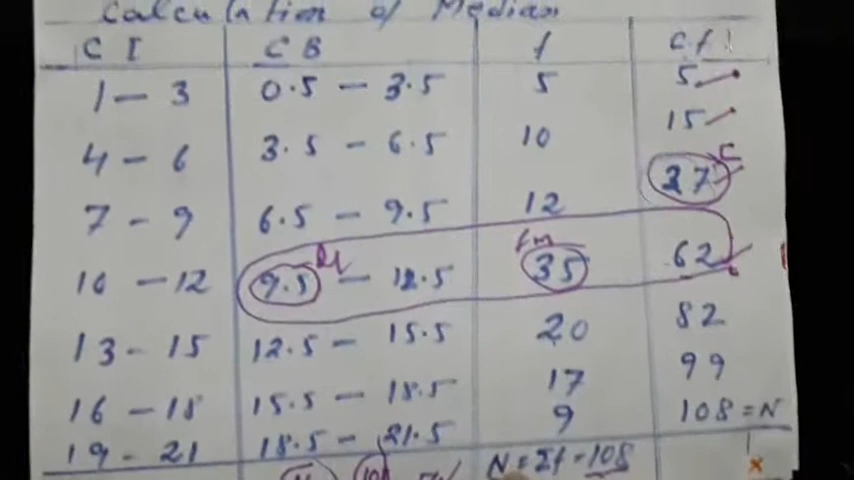 Calculation of Median
C I C B f c.f.
1 - 3 0.5 - 3.5 5 5
4 - 6 3.5 - 6.5 10 15
7 - 9 6.5 - 9.5 12 27 c
10 - 12 9.5 - 12.5 fm 35 62
13 - 15 12.5 - 15.5 20 82
16 - 18 15.5 - 18.5 17 99
19 - 21 18.5 - 21.5 9 108 = N
N = Σf = 108